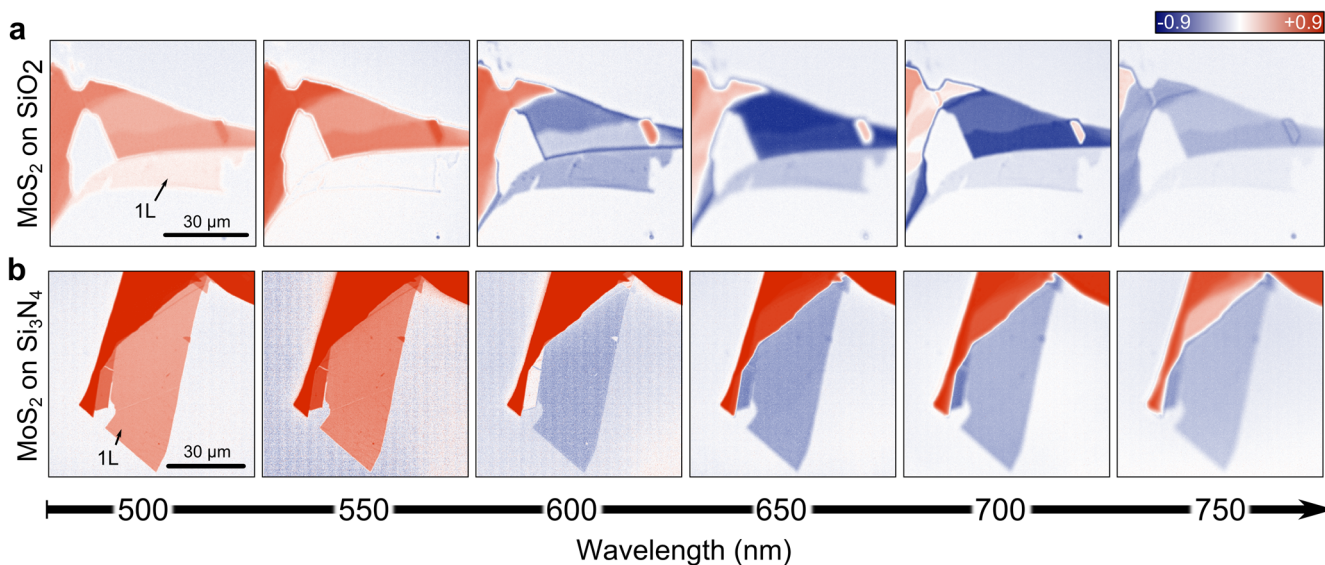 -0.9 +0.9
a
MoS2 on SiO2
1L
30 µm
b
MoS2 on Si3N4
1L
30 µm
500 550 600 650 700 750
Wavelength (nm)